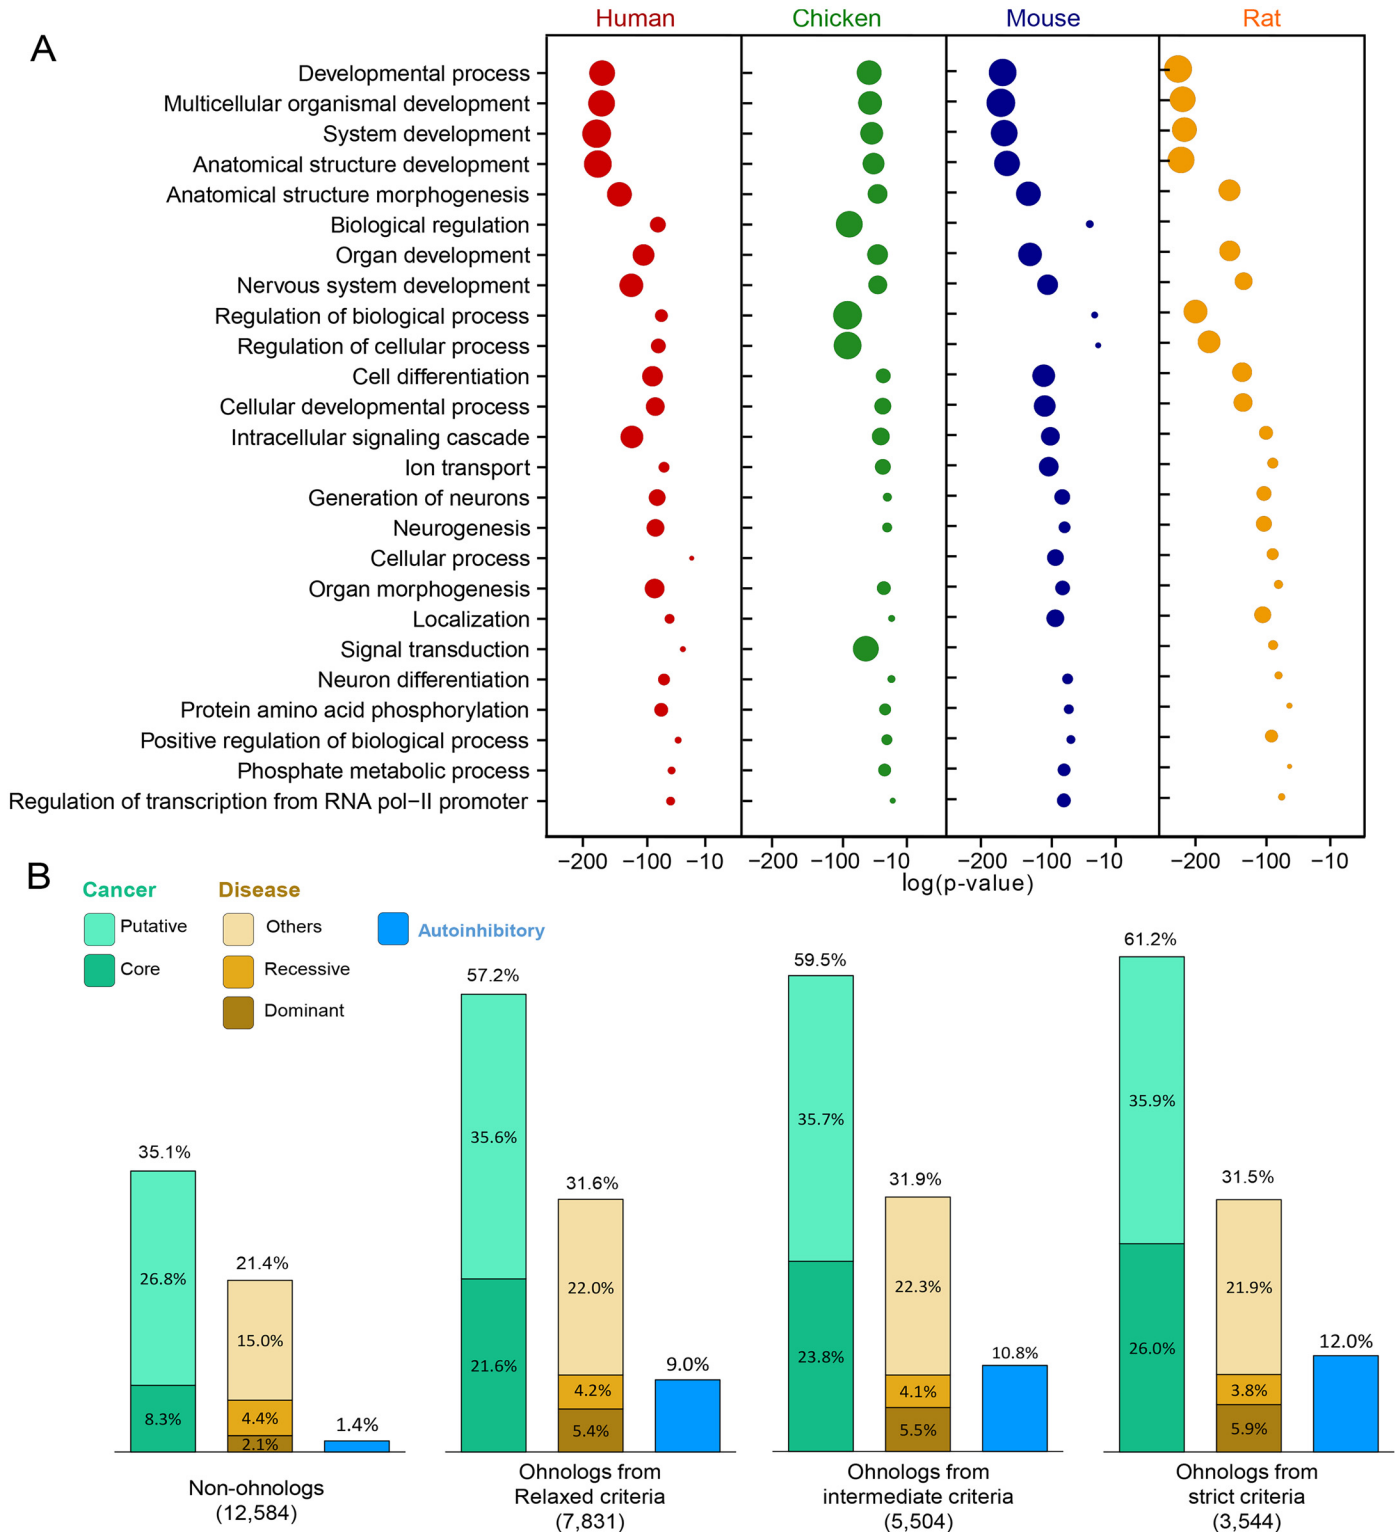 A
Human Chicken Mouse Rat
Developmental process
Multicellular organismal development
System development
Anatomical structure development
Anatomical structure morphogenesis
Biological regulation
Organ development
Nervous system development
Regulation of biological process
Regulation of cellular process
Cell differentiation
Cellular developmental process
Intracellular signaling cascade
Ion transport
Generation of neurons
Neurogenesis
Cellular process
Organ morphogenesis
Localization
Signal transduction
Neuron differentiation
Protein amino acid phosphorylation
Positive regulation of biological process
Phosphate metabolic process
Regulation of transcription from RNA pol−II promoter
−200 −100 −10 −200 −100 −10 −200 −100 −10 −200 −100 −10
log(p-value)
B
Cancer Disease
Putative Others Autoinhibitory
Core Recessive
Dominant
35.1%
26.8%
8.3%
21.4%
15.0%
4.4%
2.1%
1.4%
Non-ohnologs
(12,584)
57.2%
35.6%
21.6%
31.6%
22.0%
4.2%
5.4%
9.0%
Ohnologs from
Relaxed criteria
(7,831)
59.5%
35.7%
23.8%
31.9%
22.3%
4.1%
5.5%
10.8%
Ohnologs from
intermediate criteria
(5,504)
61.2%
35.9%
26.0%
31.5%
21.9%
3.8%
5.9%
12.0%
Ohnologs from
strict criteria
(3,544)